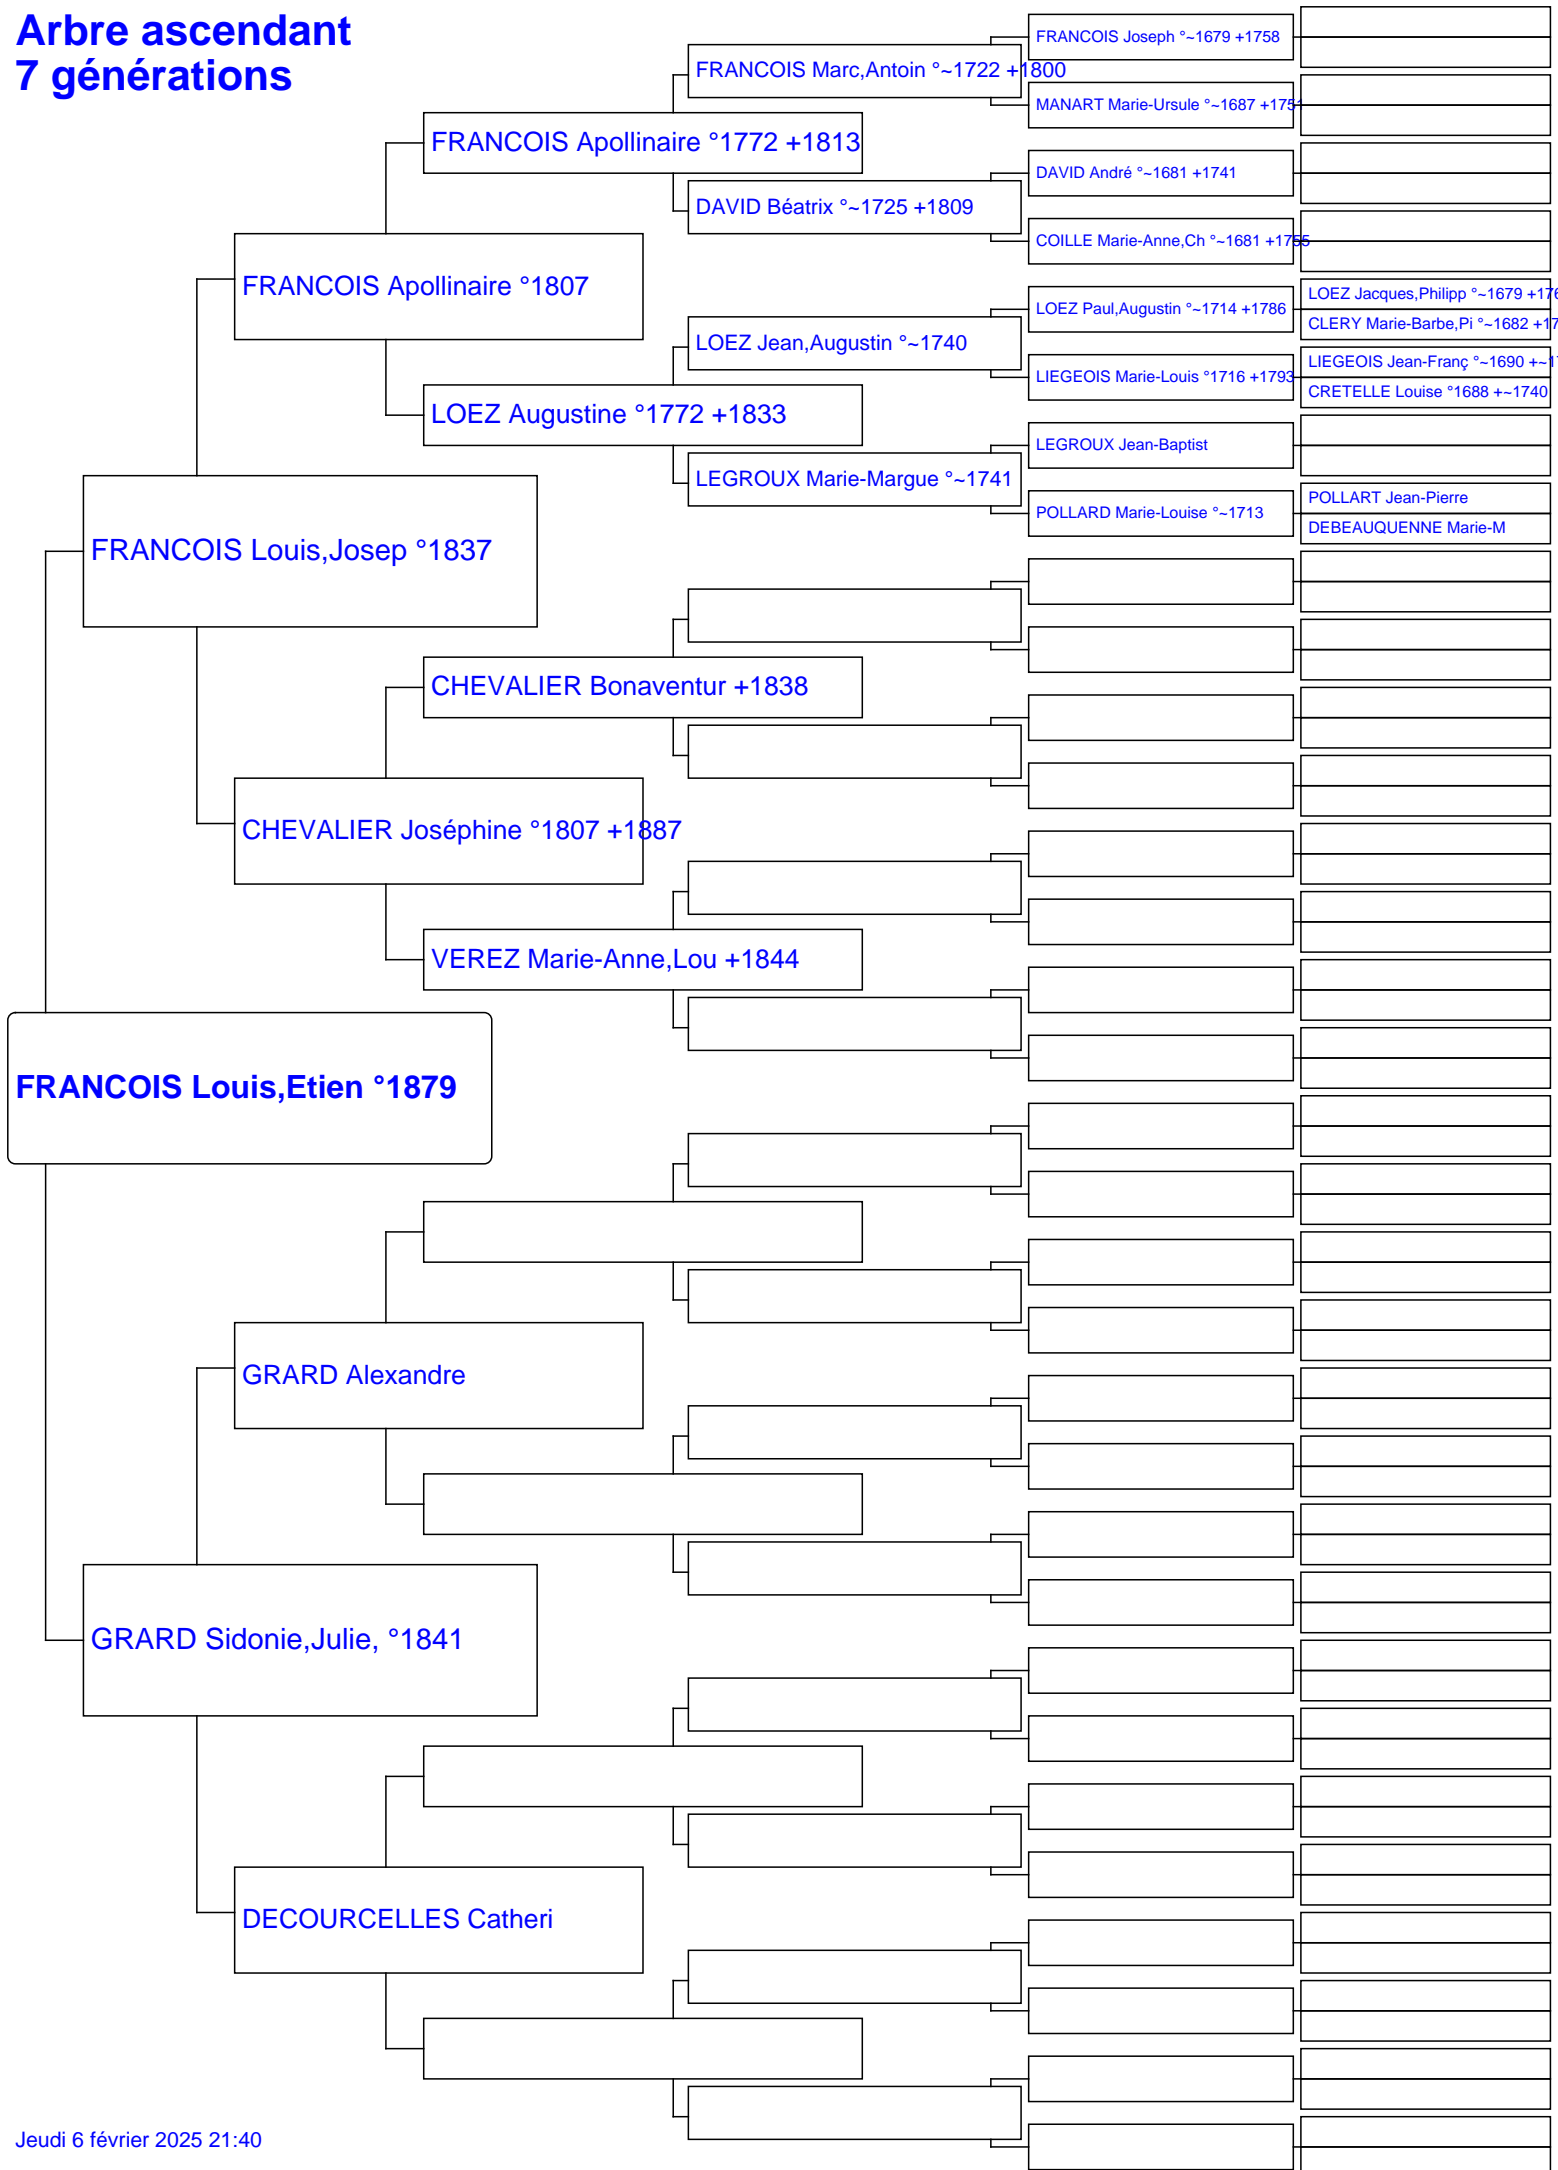 Arbre ascendant
7 générations
FRANCOIS Joseph °~1679 +1758
FRANCOIS Marc,Antoin °~1722 +1800
MANART Marie-Ursule °~1687 +1751
FRANCOIS Apollinaire °1772 +1813
DAVID André °~1681 +1741
DAVID Béatrix °~1725 +1809
COILLE Marie-Anne,Ch °~1681 +1755
FRANCOIS Apollinaire °1807
LOEZ Jacques,Philipp °~1679 +176
LOEZ Paul,Augustin °~1714 +1786
CLERY Marie-Barbe,Pi °~1682 +17
LOEZ Jean,Augustin °~1740
LIEGEOIS Jean-Franç °~1690 +~17
LIEGEOIS Marie-Louis °1716 +1793
CRETELLE Louise °1688 +~1740
LOEZ Augustine °1772 +1833
LEGROUX Jean-Baptist
LEGROUX Marie-Margue °~1741
POLLART Jean-Pierre
POLLARD Marie-Louise °~1713
DEBEAUQUENNE Marie-M
FRANCOIS Louis,Josep °1837
CHEVALIER Bonaventur +1838
CHEVALIER Joséphine °1807 +1887
VEREZ Marie-Anne,Lou +1844
FRANCOIS Louis,Etien °1879
GRARD Alexandre
GRARD Sidonie,Julie, °1841
DECOURCELLES Catheri
Jeudi 6 février 2025 21:40